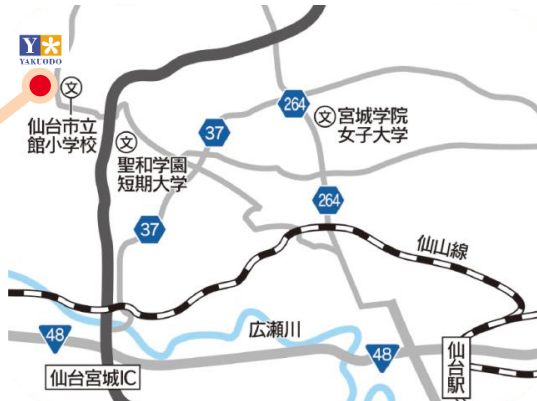 Y
YAKUODO
文
仙台市立
館小学校
文
聖和学園
短期大学
37
264
文
宮城学院
女子大学
264
37
仙山線
広瀬川
48
48
仙台宮城IC
仙台駅